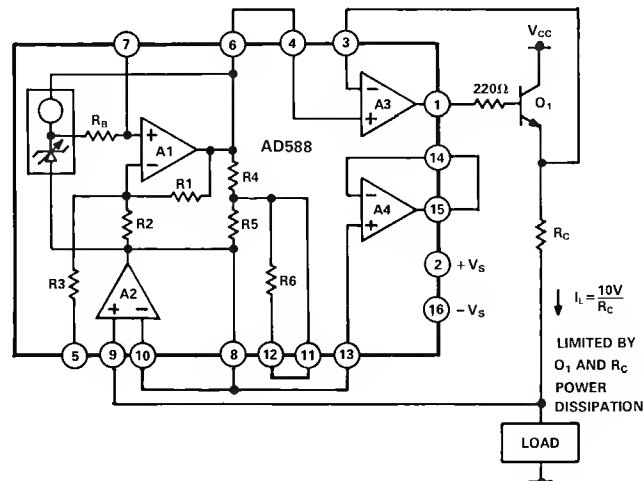 7
6
4
3
VCC
RB
+
A1
−
AD588
−
A3
+
1
220Ω
O1
R1
R4
R2
R5
14
−
A4
+
15
RC
R3
A2
+
−
R6
2
+VS
16
−VS
IL = 10V
RC
5
9
10
8
12
11
13
LIMITED BY
O1 AND RC
POWER
DISSIPATION
LOAD